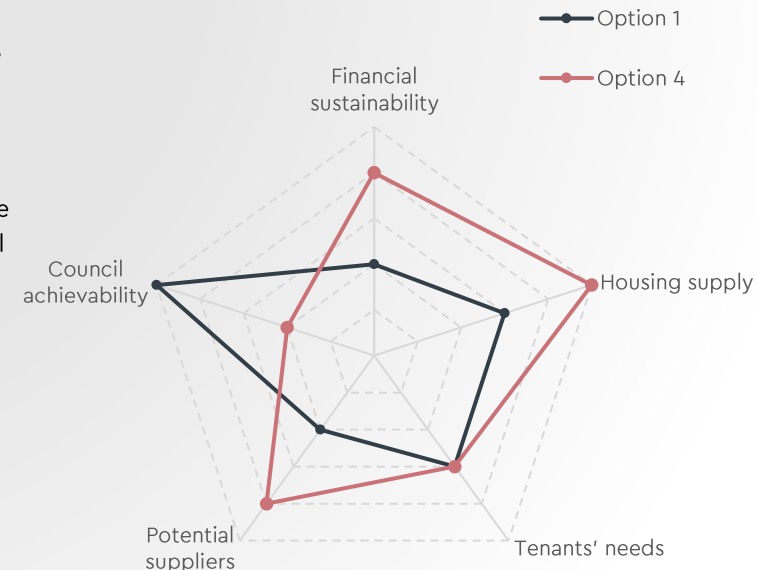 Option 1
Option 4
Financial
sustainability
Housing supply
Council
achievability
Potential
suppliers
Tenants' needs